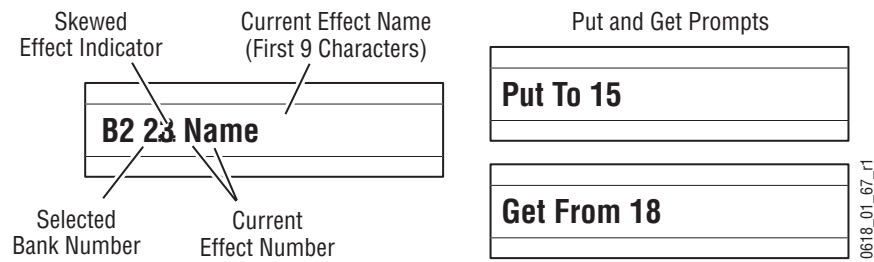 Skewed
Effect Indicator
Current Effect Name
(First 9 Characters)
B2 23 Name
Selected
Bank Number
Current
Effect Number
Put and Get Prompts
Put To 15
Get From 18
0618_01_67_r1